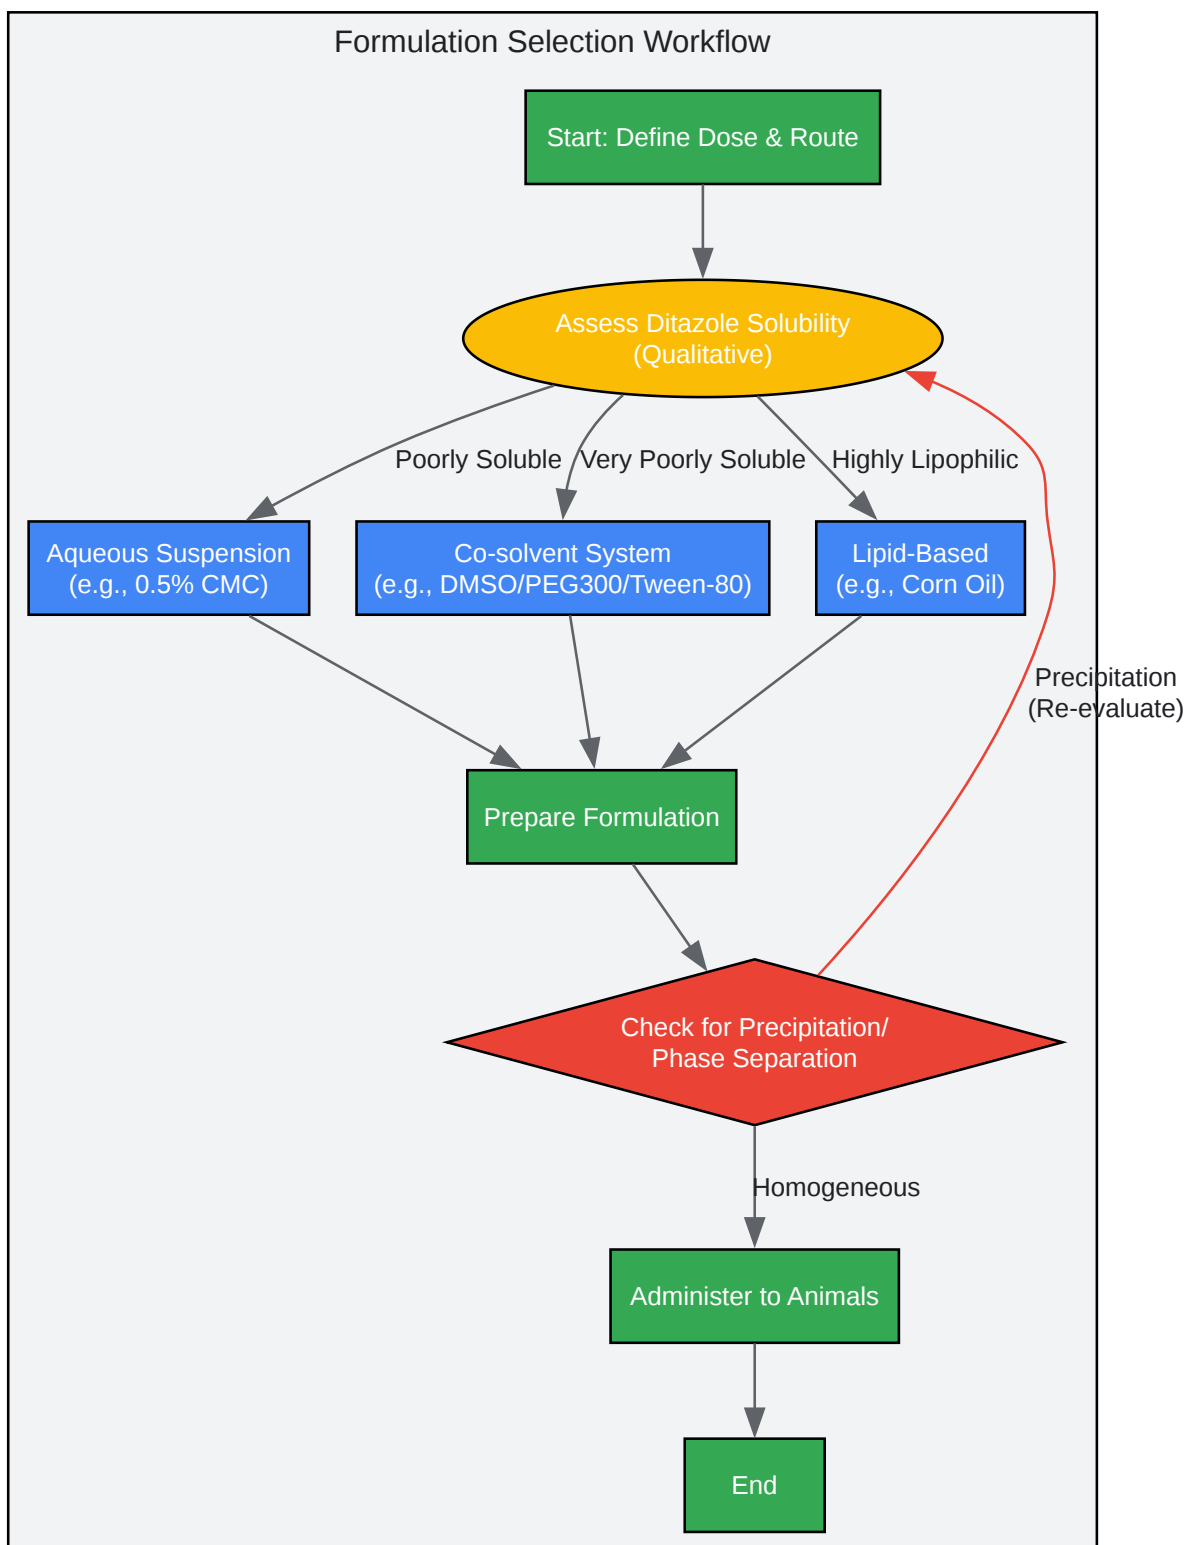 Formulation Selection Workflow
Start: Define Dose & Route
Assess Ditazole Solubility
(Qualitative)
Poorly Soluble
Very Poorly Soluble
Highly Lipophilic
Aqueous Suspension
(e.g., 0.5% CMC)
Co-solvent System
(e.g., DMSO/PEG300/Tween-80)
Lipid-Based
(e.g., Corn Oil)
Precipitation
(Re-evaluate)
Prepare Formulation
Check for Precipitation/
Phase Separation
Homogeneous
Administer to Animals
End